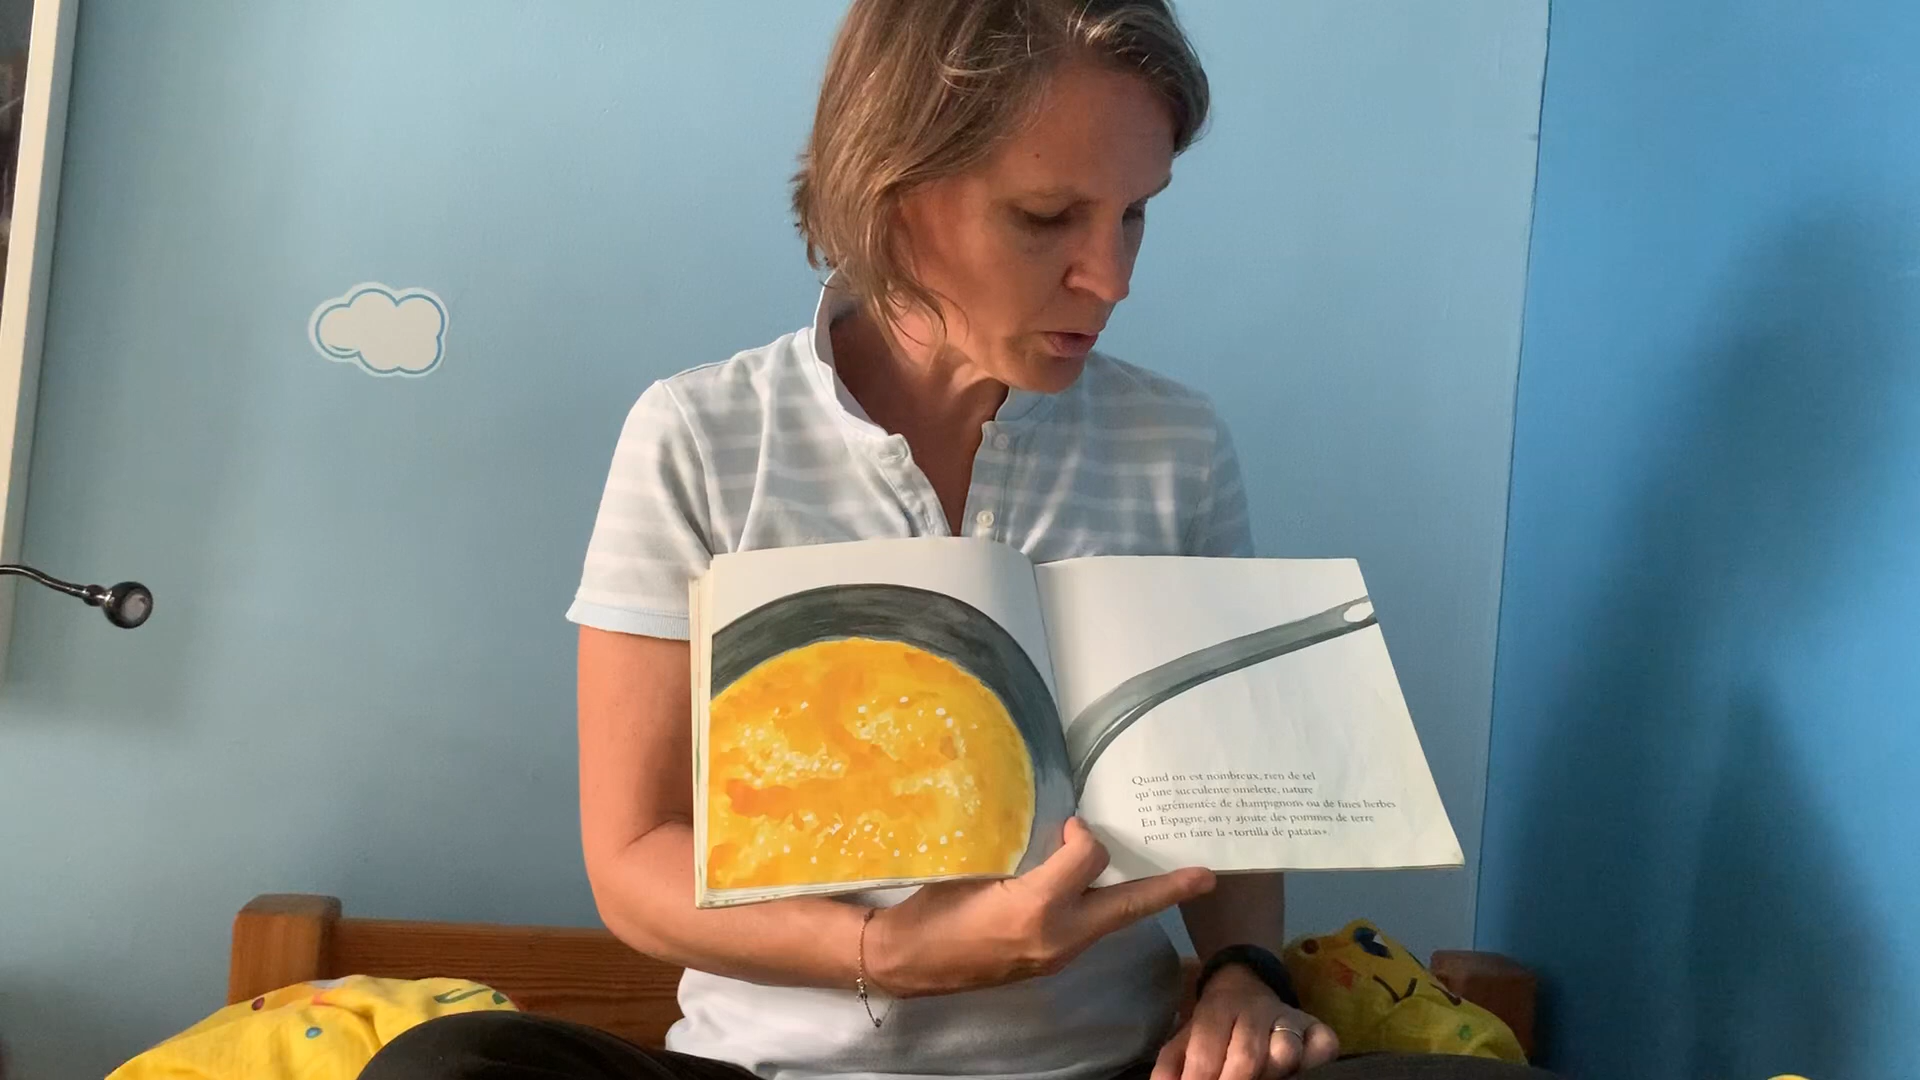 Quand on est nombreux, rien de tel
qu'une succulente omelette, nature
ou agrémentée de champignons ou de fines herbes
En Espagne, on y ajoute des pommes de terre
pour en faire la «tortilla de patatas».